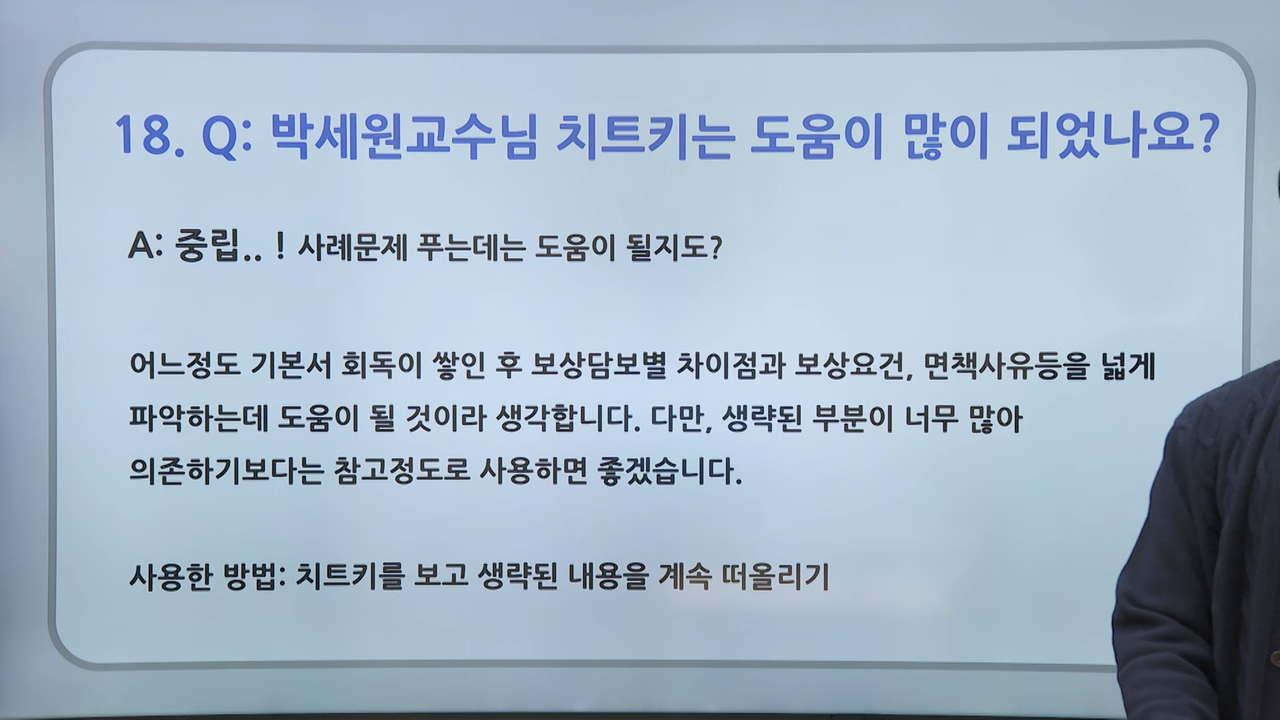 18. Q: 박세원교수님 치트키는 도움이 많이 되었나요?
A: 중립.. ! 사례문제 푸는데는 도움이 될지도?
어느정도 기본서 회독이 쌓인 후 보상담보별 차이점과 보상요건, 면책사유등을 넓게
파악하는데 도움이 될 것이라 생각합니다. 다만, 생략된 부분이 너무 많아
의존하기보다는 참고정도로 사용하면 좋겠습니다.
사용한 방법: 치트키를 보고 생략된 내용을 계속 떠올리기